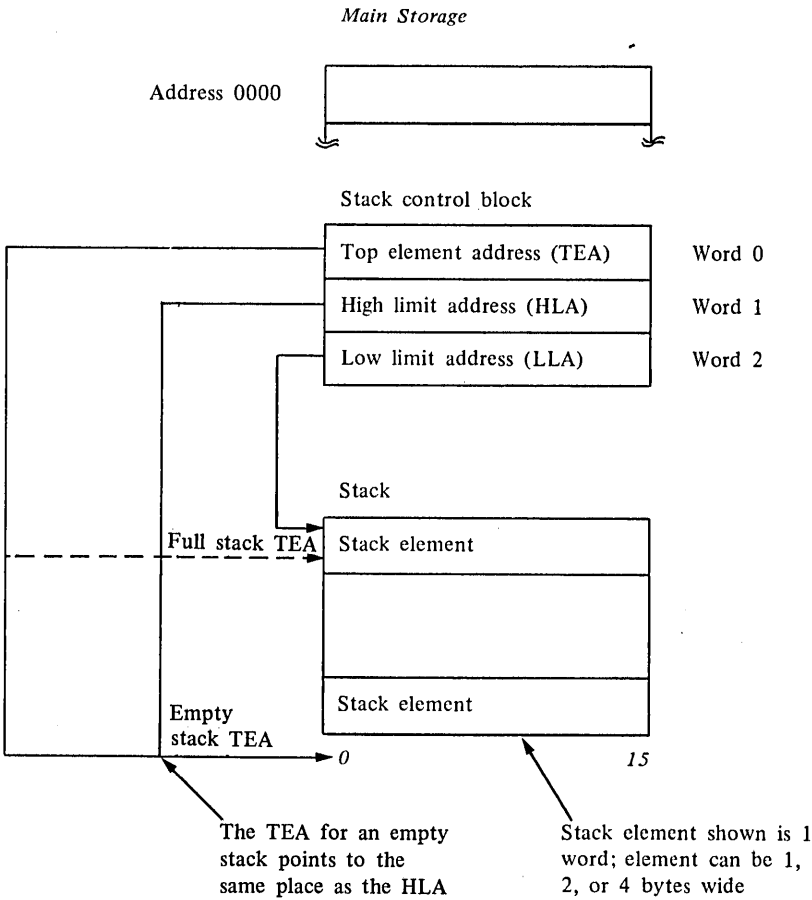 Main Storage
Address 0000
Stack control block
Top element address (TEA) Word 0
High limit address (HLA) Word 1
Low limit address (LLA) Word 2
Stack
Full stack TEA Stack element
Stack element
Empty
stack TEA
0 15
The TEA for an empty
stack points to the
same place as the HLA
Stack element shown is 1
word; element can be 1,
2, or 4 bytes wide